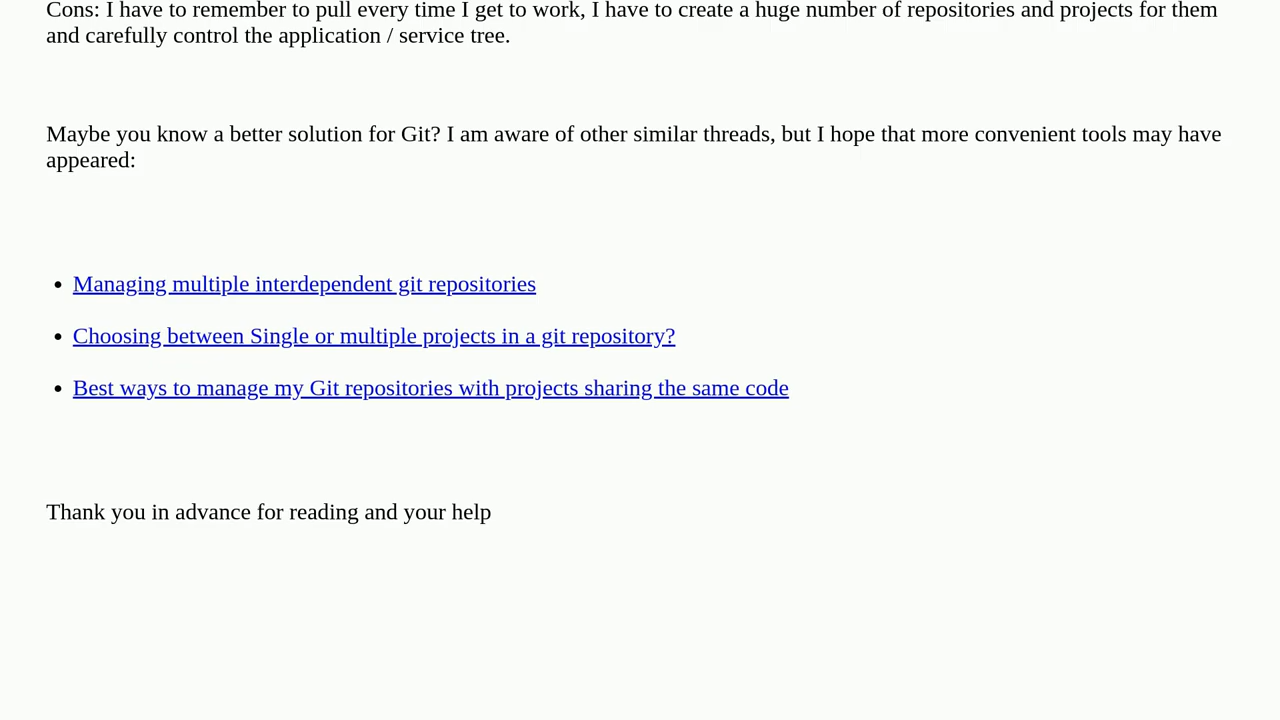 Cons: I have to remember to pull every time I get to work, I have to create a huge number of repositories and projects for them
and carefully control the application / service tree.
Maybe you know a better solution for Git? I am aware of other similar threads, but I hope that more convenient tools may have
appeared:
• Managing multiple interdependent git repositories
• Choosing between Single or multiple projects in a git repository?
• Best ways to manage my Git repositories with projects sharing the same code
Thank you in advance for reading and your help